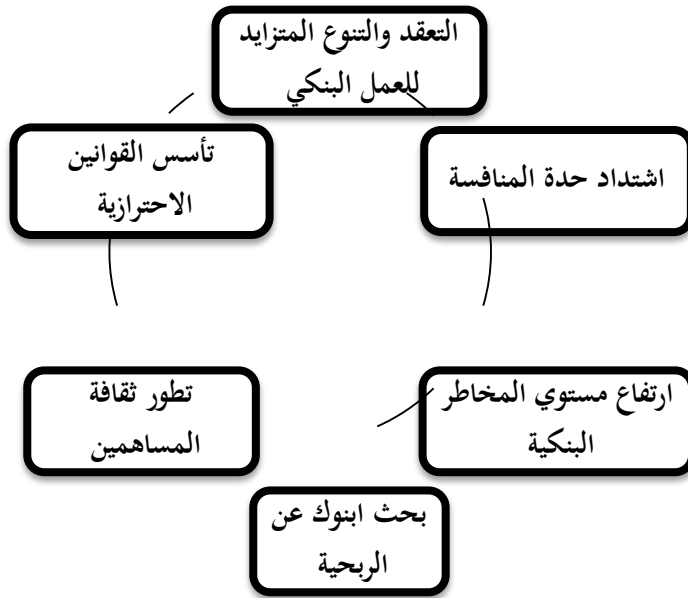 التعقد والتنوع المتزايد
للعمل البنكي
اشتداد حدة المنافسة
تأسس القوانين
الاحترازية
ارتفاع مستوي المخاطر
البنكية
تطور ثقافة
المساهمين
بحث ابنوك عن
الربحية